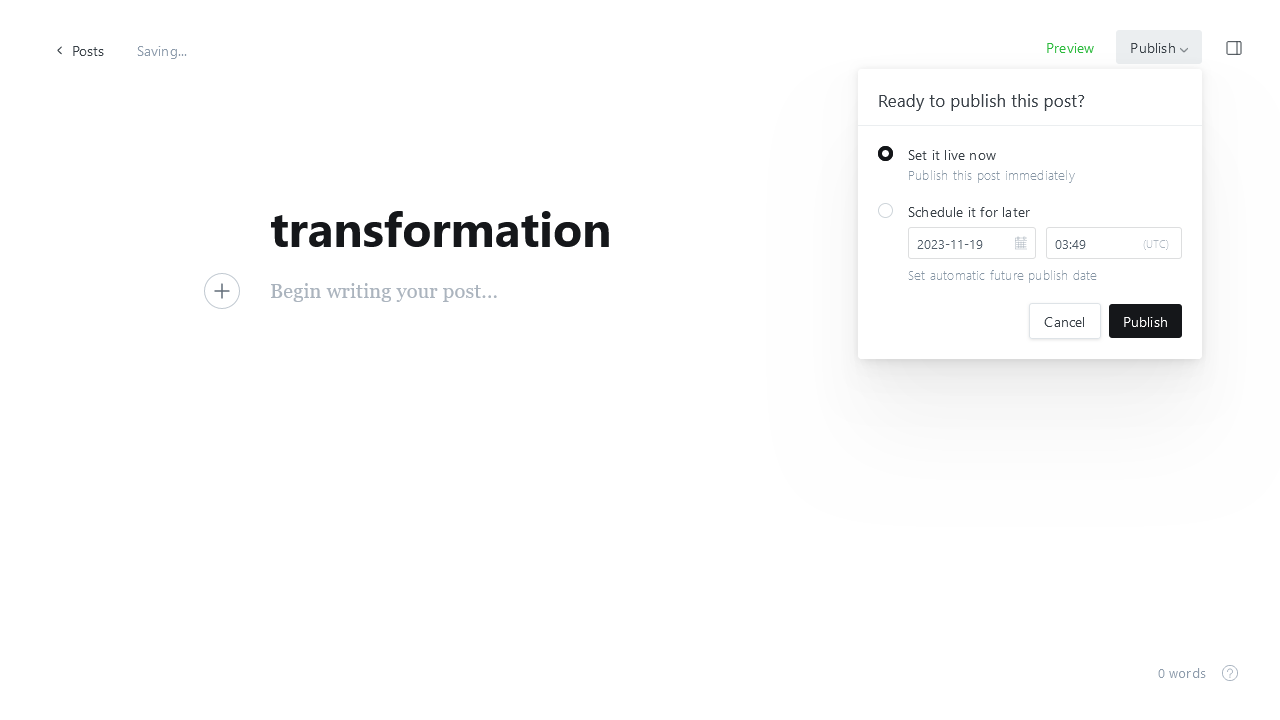 Posts
Saving...
Preview
Publish
Ready to publish this post?
Set it live now
Publish this post immediately
transformation
Schedule it for later
2023-11-19
03:49
(UTC)
Begin writing your post...
Set automatic future publish date
Cancel
Publish
0 words
?